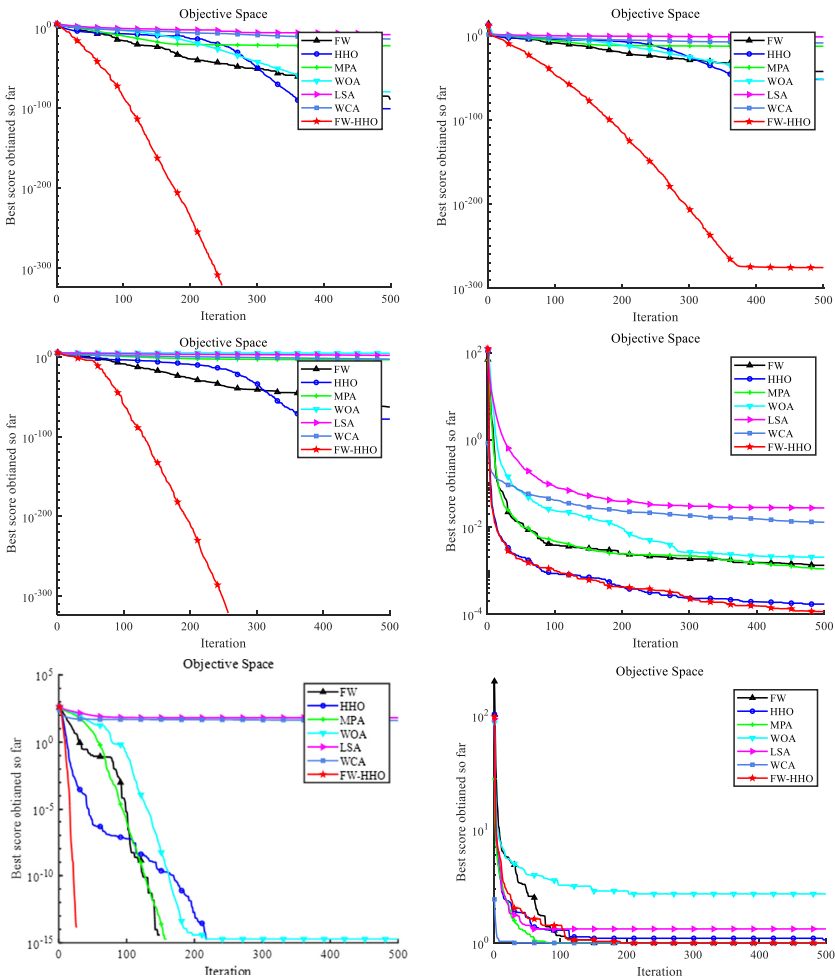 Objective Space
Best score obtianed so far
10^0
10^-100
10^-200
10^-300
0 100 200 300 400 500
Iteration
FW
HHO
MPA
WOA
LSA
WCA
FW-HHO
Objective Space
Best score obtianed so far
10^0
10^-100
10^-200
10^-300
0 100 200 300 400 500
Iteration
FW
HHO
MPA
WOA
LSA
WCA
FW-HHO
Objective Space
Best score obtianed so far
10^0
10^-100
10^-200
10^-300
0 100 200 300 400 500
Iteration
FW
HHO
MPA
WOA
LSA
WCA
FW-HHO
Objective Space
Best score obtianed so far
10^2
10^0
10^-2
10^-4
0 100 200 300 400 500
Iteration
FW
HHO
MPA
WOA
LSA
WCA
FW-HHO
Objective Space
Best score obtianed so far
10^5
10^0
10^-5
10^-10
10^-15
0 100 200 300 400 500
Iteration
FW
HHO
MPA
WOA
LSA
WCA
FW-HHO
Objective Space
Best score obtianed so far
10^2
10^1
10^0
0 100 200 300 400 500
Iteration
FW
HHO
MPA
WOA
LSA
WCA
FW-HHO